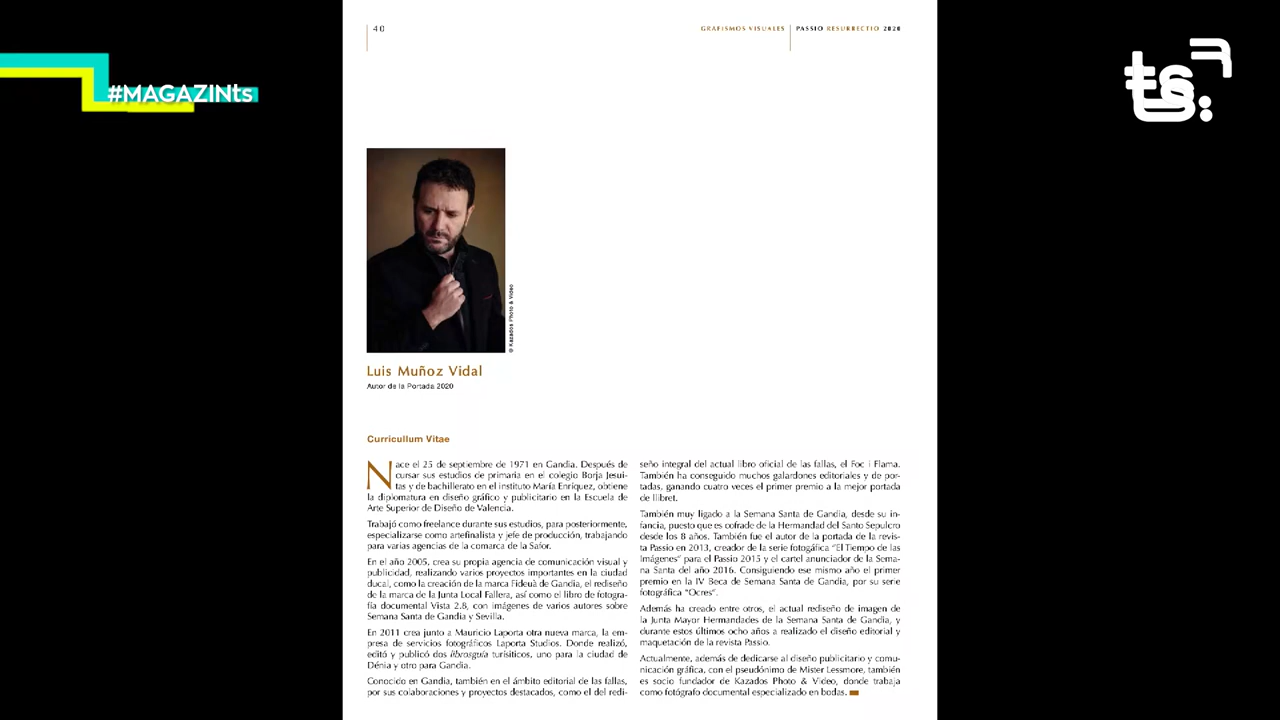 40
GRAFISMOS VISUALES
PASSIO RESURRECTIO 2020
#MAGAZINts
ts
© Kazados Photo & Video
Luis Muñoz Vidal
Autor de la Portada 2020
Curricullum Vitae
Nace el 25 de septiembre de 1971 en Gandia. Después de
cursar sus estudios de primaria en el colegio Borja Jesui-
tas y de bachillerato en el instituto María Enríquez, obtiene
la diplomatura en diseño gráfico y publicitario en la Escuela de
Arte Superior de Diseño de Valencia.
Trabajó como freelance durante sus estudios, para posteriormente,
especializarse como artefinalista y jefe de producción, trabajando
para varias agencias de la comarca de la Safor.
En el año 2005, crea su propia agencia de comunicación visual y
publicidad, realizando varios proyectos importantes en la ciudad
ducal, como la creación de la marca Fideuà de Gandia, el rediseño
de la marca de la Junta Local Fallera, así como el libro de fotogra-
fía documental Vista 2.8, con imágenes de varios autores sobre
Semana Santa de Gandia y Sevilla.
En 2011 crea junto a Mauricio Laporta otra nueva marca, la em-
presa de servicios fotográficos Laporta Studios. Donde realizó,
editó y publicó dos librosguía turísiticos, uno para la ciudad de
Dénia y otro para Gandia.
Conocido en Gandia, también en el ámbito editorial de las fallas,
por sus colaboraciones y proyectos destacados, como el del redi-
seño integral del actual libro oficial de las fallas, el Foc i Flama.
También ha conseguido muchos galardones editoriales y de por-
tadas, ganando cuatro veces el primer premio a la mejor portada
de llibret.
También muy ligado a la Semana Santa de Gandia, desde su in-
fancia, puesto que es cofrade de la Hermandad del Santo Sepulcro
desde los 8 años. También fue el autor de la portada de la revis-
ta Passio en 2013, creador de la serie fotogáfica "El Tiempo de las
Imágenes" para el Passio 2015 y el cartel anunciador de la Sema-
na Santa del año 2016. Consiguiendo ese mismo año el primer
premio en la IV Beca de Semana Santa de Gandia, por su serie
fotográfica "Ocres".
Además ha creado entre otros, el actual rediseño de imagen de
la Junta Mayor Hermandades de la Semana Santa de Gandia, y
durante estos últimos ocho años a realizado el diseño editorial y
maquetación de la revista Passio.
Actualmente, además de dedicarse al diseño publicitario y comu-
nicación gráfica, con el pseudónimo de Mister Lessmore, también
es socio fundador de Kazados Photo & Video, donde trabaja
como fotógrafo documental especializado en bodas.